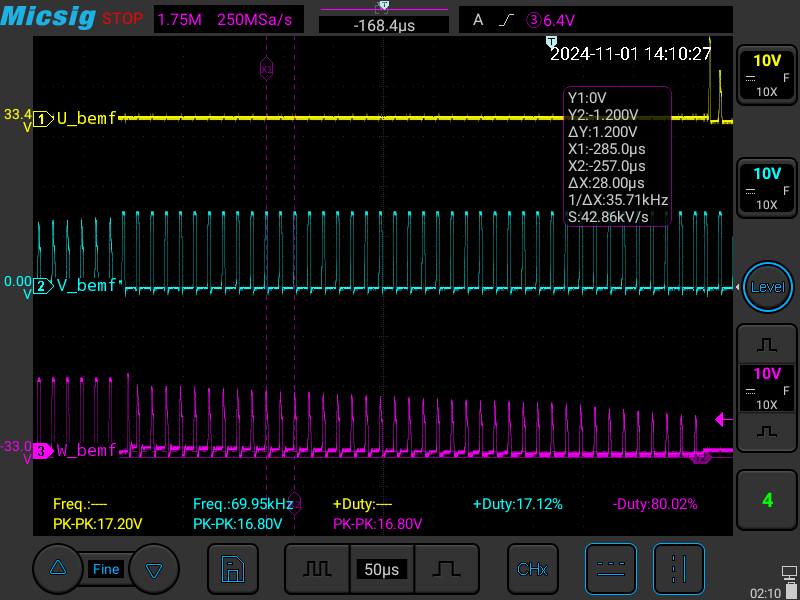 Micsig STOP 1.75M 250MSa/s -168.4µs A 3 6.4V
T
T
2024-11-01 14:10:27
10V
F
10X
X1
Y1:0V
Y2:-1.200V
ΔY:1.200V
X1:-285.0µs
X2:-257.0µs
ΔX:28.00µs
1/ΔX:35.71kHz
S:42.86kV/s
33.4 V 1 U_bemf
10V
F
10X
0.00 V 2 V_bemf
Level
10V
F
10X
-33.0 V 3 W_bemf
Freq.:---- Freq.:69.95kHz +Duty:---- +Duty:17.12% -Duty:80.02%
PK-PK:17.20V PK-PK:16.80V PK-PK:16.80V
4
Fine 50µs CHx
02:10